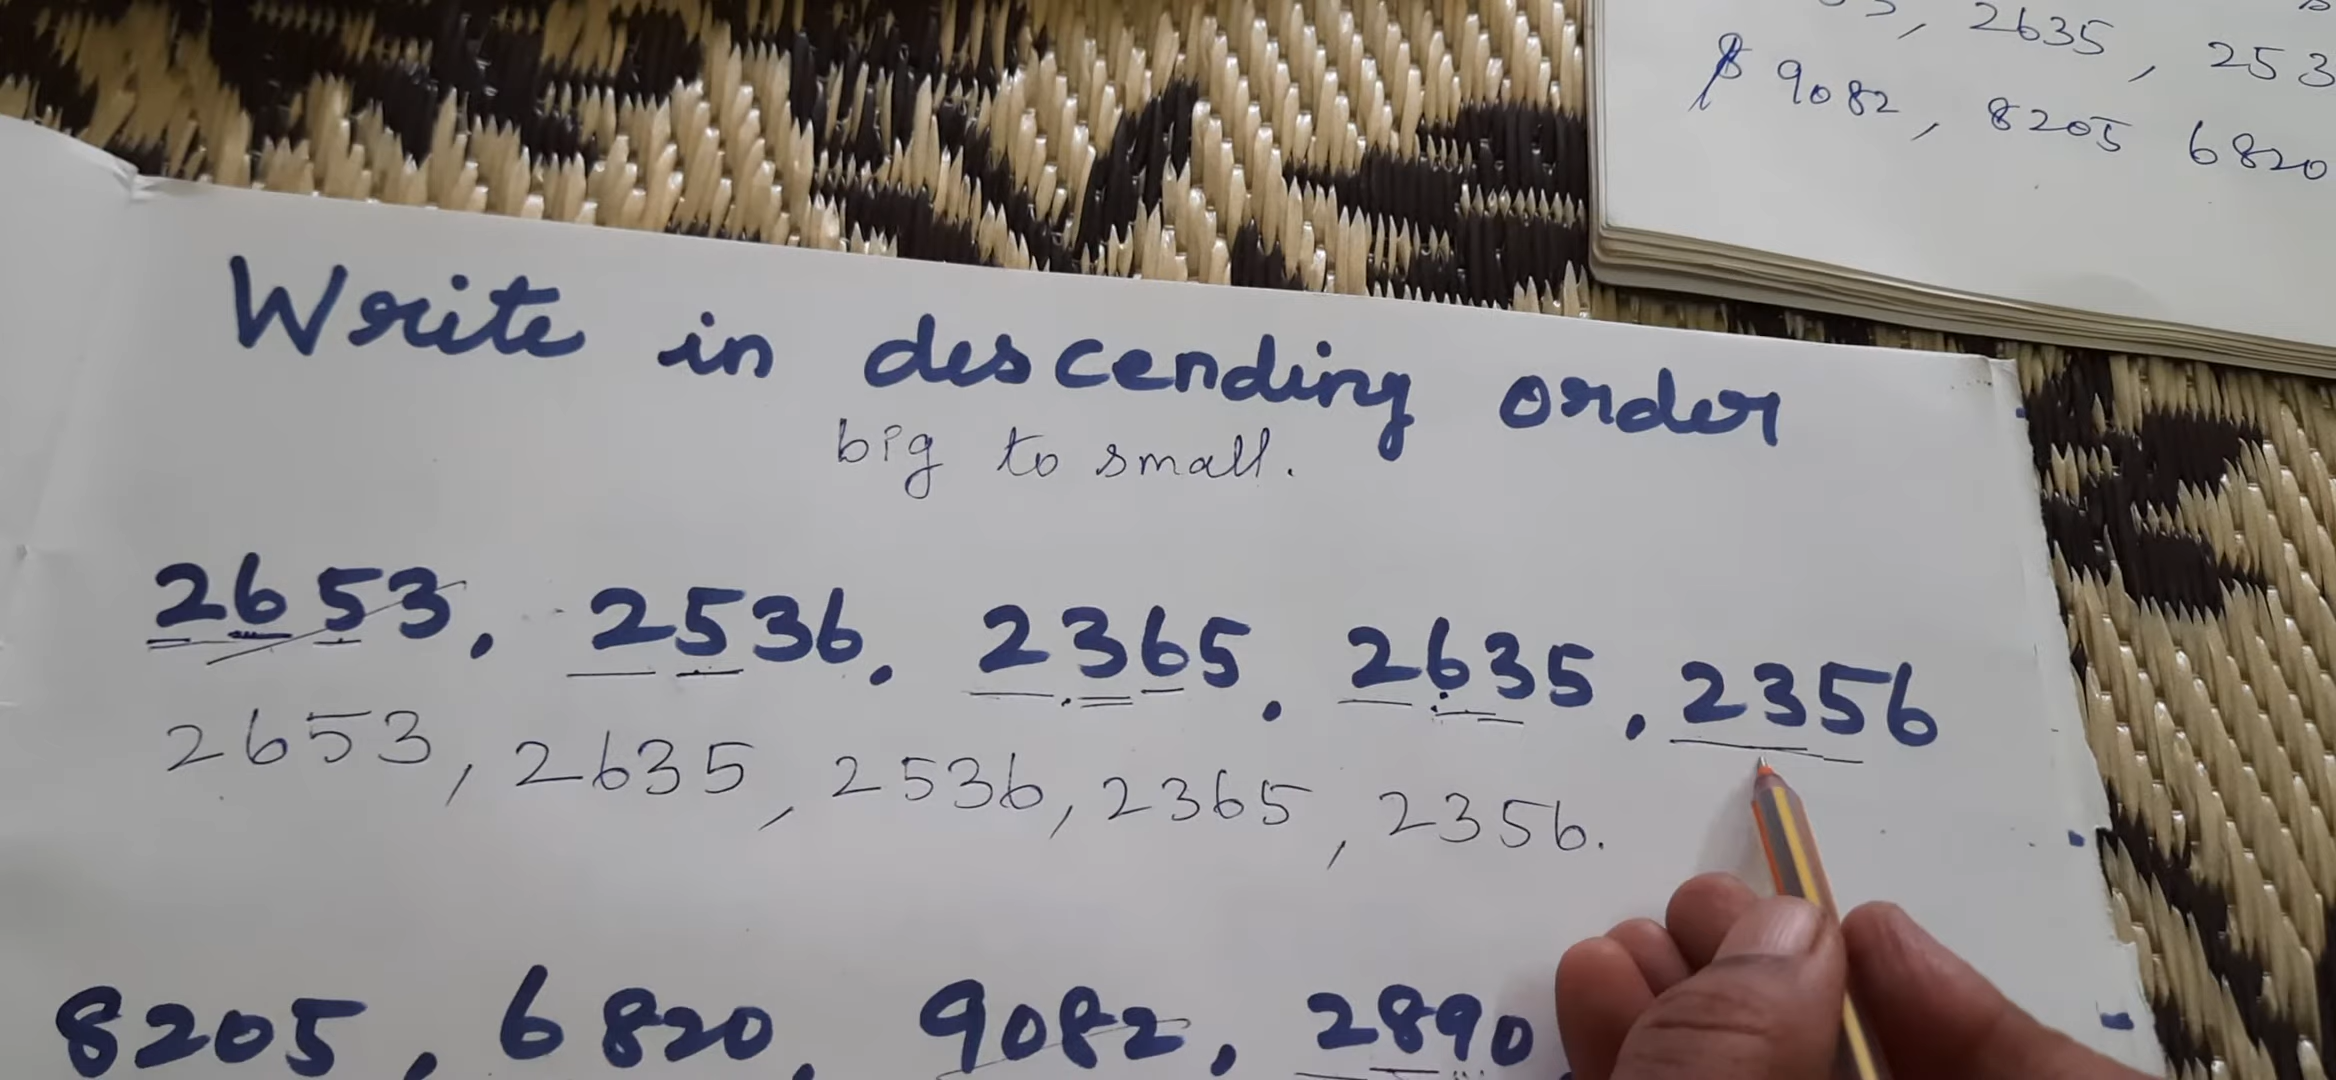 2635, 253
9082, 8205 6820
Write in descending order
big to small.
2653, 2536, 2365, 2635, 2356
2653, 2635, 2536, 2365, 2356.
8205, 6820, 9082, 2890